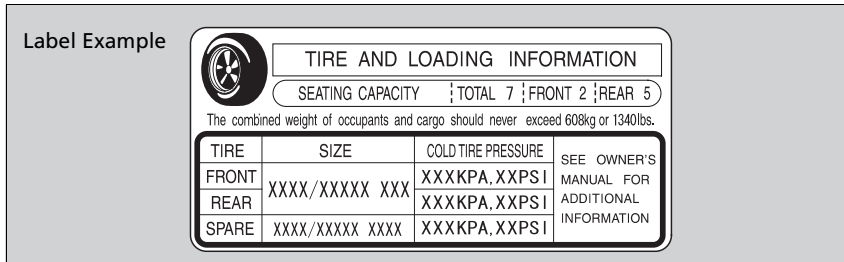 Label Example
TIRE AND LOADING INFORMATION
SEATING CAPACITY TOTAL 7 FRONT 2 REAR 5
The combined weight of occupants and cargo should never exceed 608kg or 1340lbs.
TIRE SIZE COLD TIRE PRESSURE SEE OWNER'S MANUAL FOR ADDITIONAL INFORMATION
FRONT XXXX/XXXXX XXX XXXKPA,XXPSI
REAR XXXKPA,XXPSI
SPARE XXXX/XXXXX XXXX XXXKPA,XXPSI